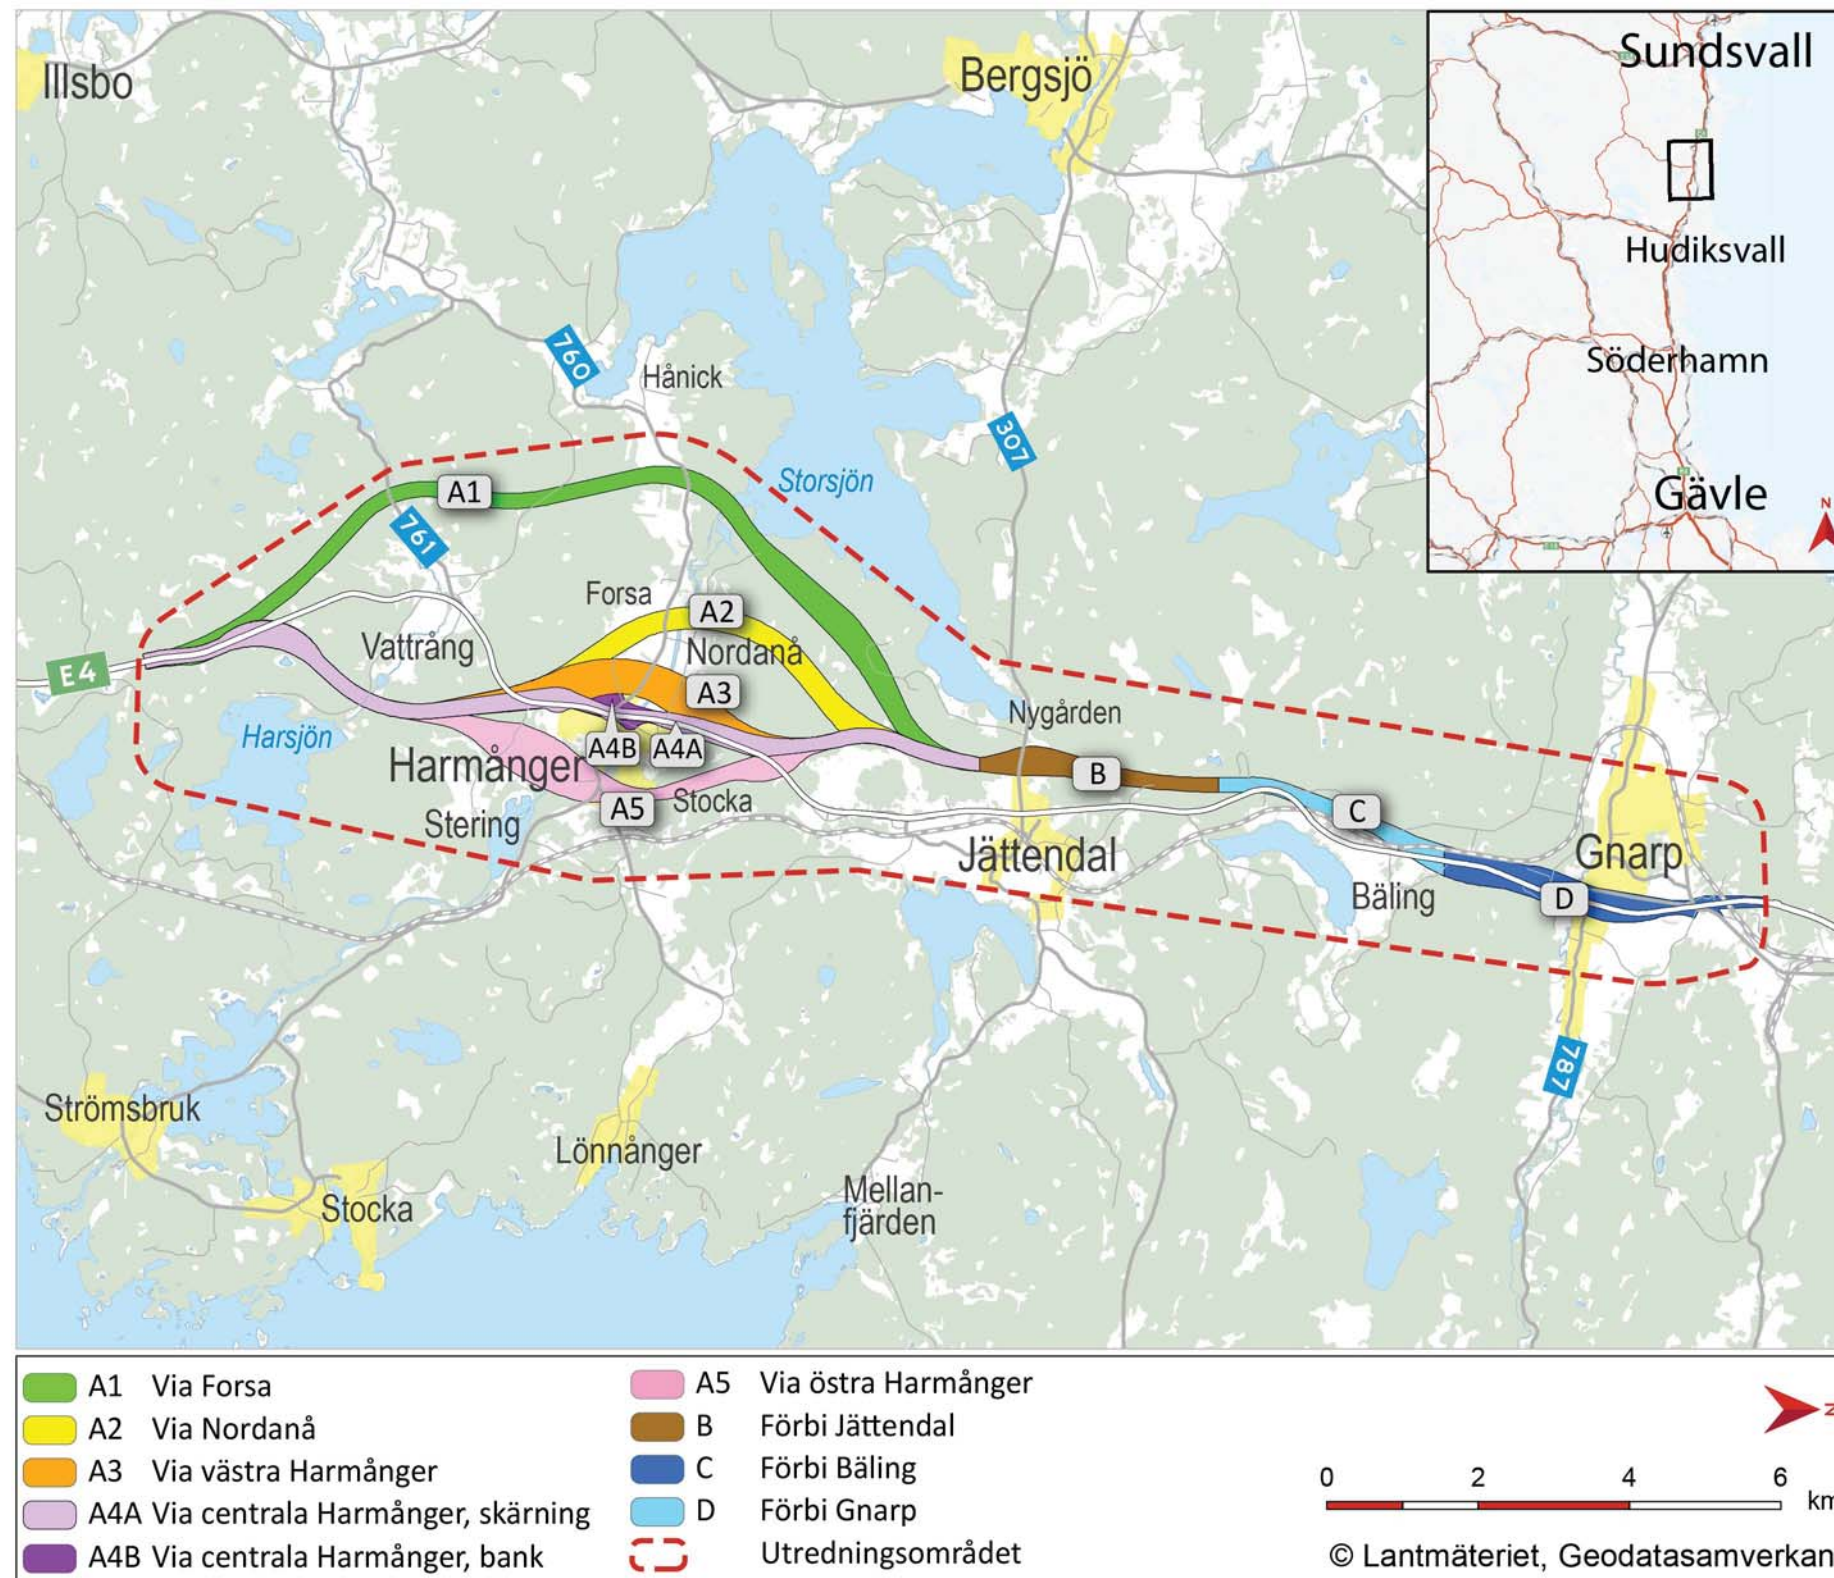 Illsbo
Bergsjö
Sundsvall
Hudiksvall
Söderhamn
Gävle
N
760
Hånick
307
Storsjön
A1
761
Forsa
A2
Vattrång
Nordanå
E4
A3
Harsjön
Nygården
A4B
A4A
Harmånger
B
A5
Stocka
C
Stering
Jättendal
Gnarp
Bäling
D
787
Strömsbruk
Lönnånger
Stocka
Mellan-
fjärden
A1 Via Forsa
A2 Via Nordanå
A3 Via västra Harmånger
A4A Via centrala Harmånger, skärning
A4B Via centrala Harmånger, bank
A5 Via östra Harmånger
B Förbi Jättendal
C Förbi Bäling
D Förbi Gnarp
Utredningsområdet
N
0 2 4 6
km
© Lantmäteriet, Geodatasamverkan